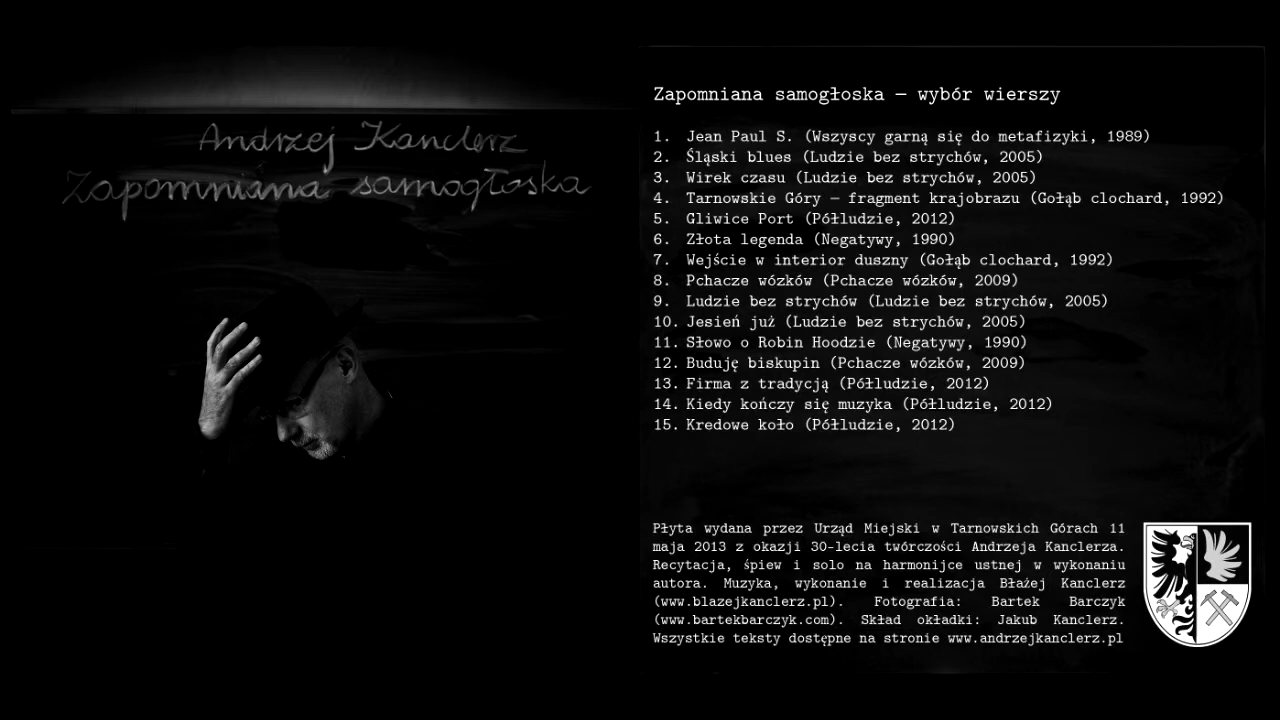 Andrzej Kanclerz
Zapomniana samogłoska
Zapomniana samogłoska – wybór wierszy
1. Jean Paul S. (Wszyscy garną się do metafizyki, 1989)
2. Śląski blues (Ludzie bez strychów, 2005)
3. Wirek czasu (Ludzie bez strychów, 2005)
4. Tarnowskie Góry – fragment krajobrazu (Gołąb clochard, 1992)
5. Gliwice Port (Półludzie, 2012)
6. Złota legenda (Negatywy, 1990)
7. Wejście w interior duszny (Gołąb clochard, 1992)
8. Pchacze wózków (Pchacze wózków, 2009)
9. Ludzie bez strychów (Ludzie bez strychów, 2005)
10. Jesień już (Ludzie bez strychów, 2005)
11. Słowo o Robin Hoodzie (Negatywy, 1990)
12. Buduję biskupin (Pchacze wózków, 2009)
13. Firma z tradycją (Półludzie, 2012)
14. Kiedy kończy się muzyka (Półludzie, 2012)
15. Kredowe koło (Półludzie, 2012)
Płyta wydana przez Urząd Miejski w Tarnowskich Górach 11
maja 2013 z okazji 30-lecia twórczości Andrzeja Kanclerza.
Recytacja, śpiew i solo na harmonijce ustnej w wykonaniu
autora. Muzyka, wykonanie i realizacja Błażej Kanclerz
(www.blazejkanclerz.pl). Fotografia: Bartek Barczyk
(www.bartekbarczyk.com). Skład okładki: Jakub Kanclerz.
Wszystkie teksty dostępne na stronie www.andrzejkanclerz.pl